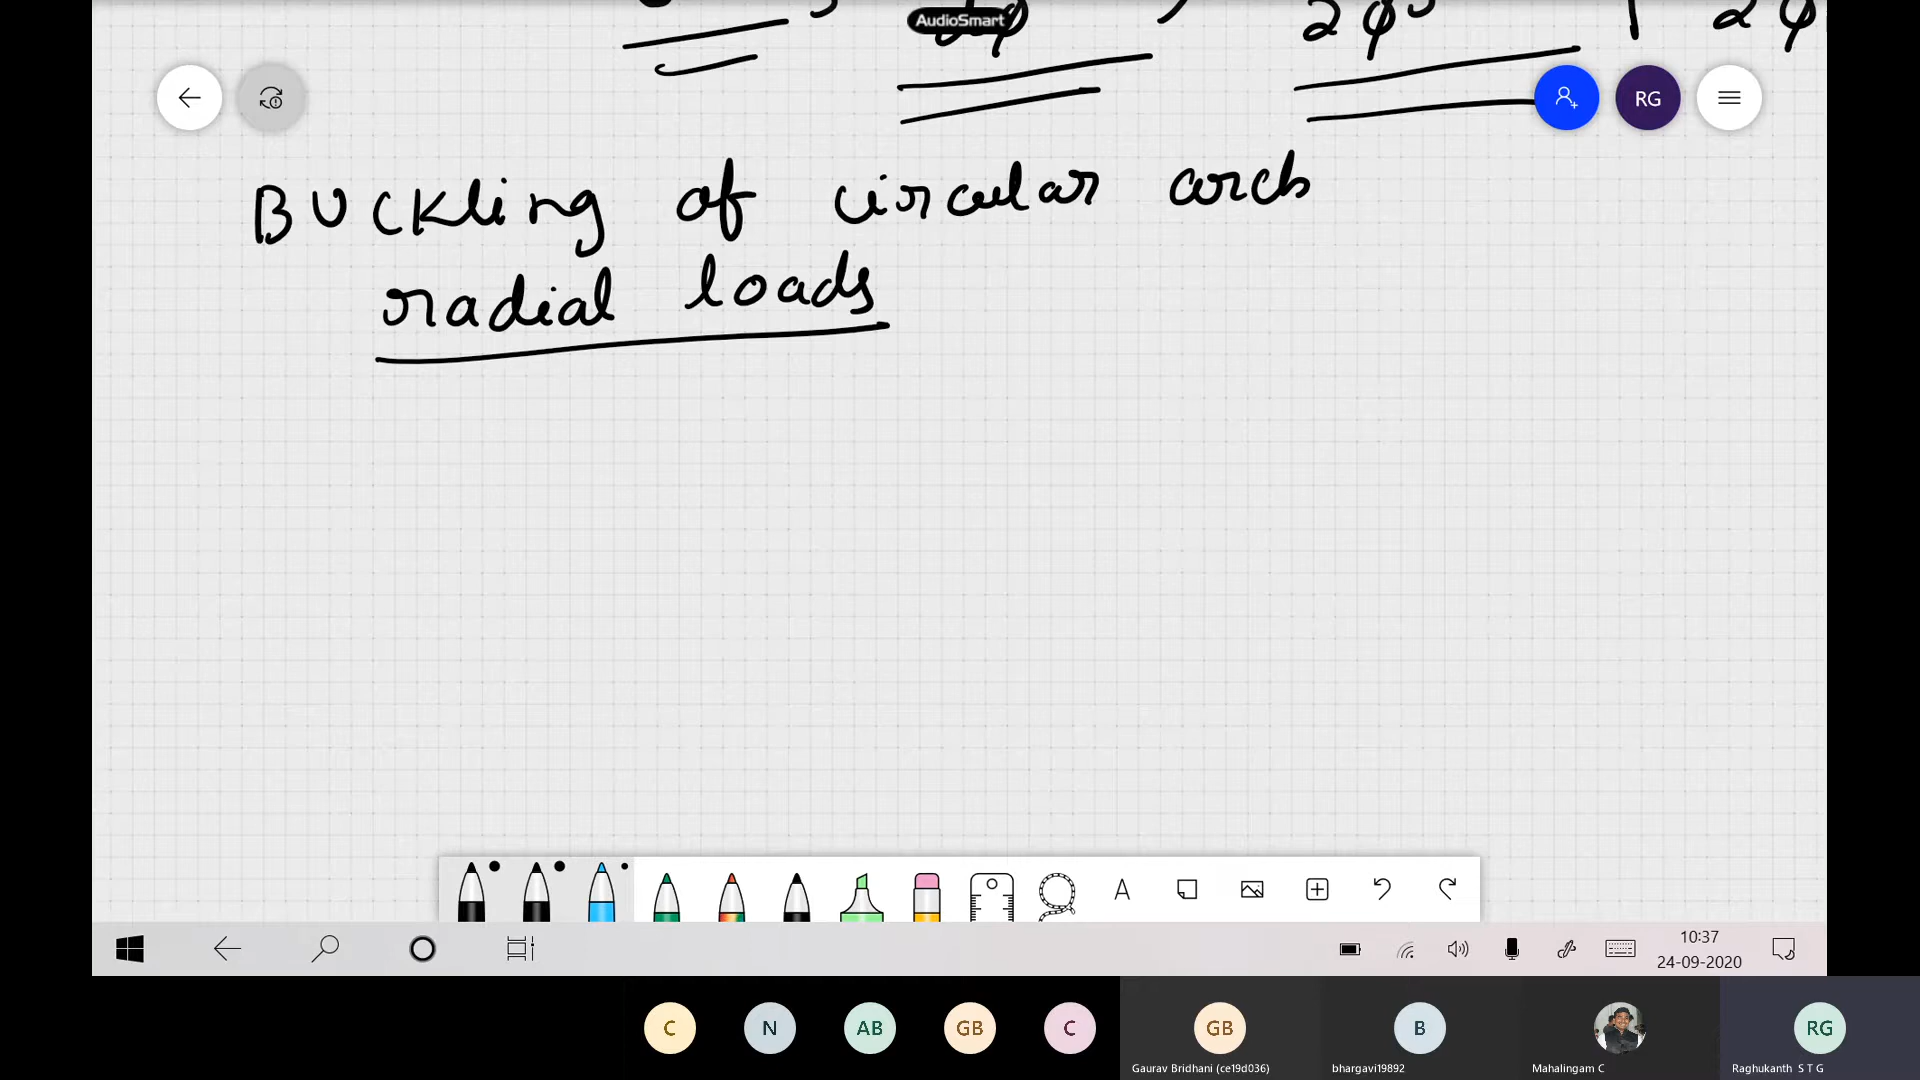 AudioSmart
2φ
RG
Buckling of circular arch
radial loads
A
10:37
24-09-2020
C N AB GB C GB B RG
Gaurav Bridhani (ce19d036) bhargavi19892 Mahalingam C Raghukanth S T G